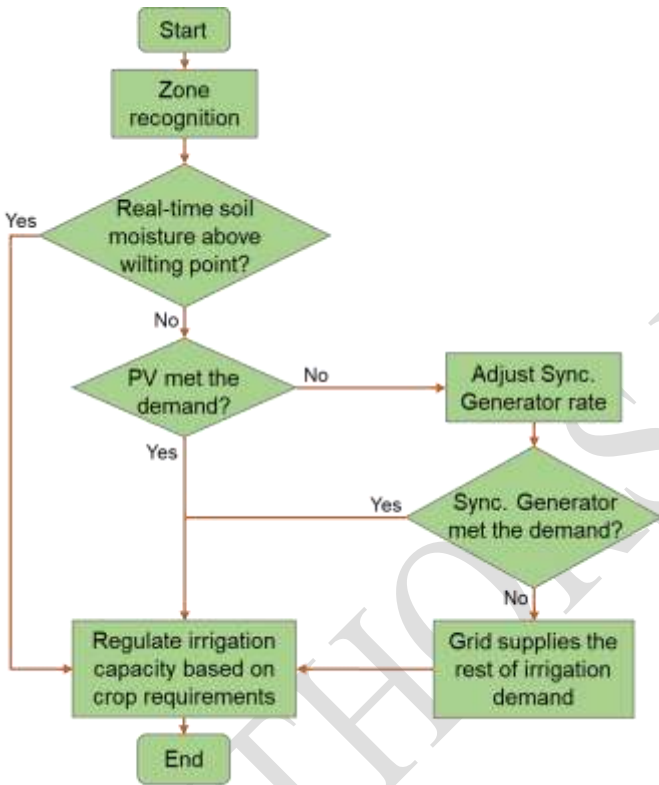 Start
Zone
recognition
Real-time soil
moisture above
wilting point?
Yes
No
PV met the
demand?
No
Adjust Sync.
Generator rate
Yes
Yes
Sync. Generator
met the demand?
No
Regulate irrigation
capacity based on
crop requirements
Grid supplies the
rest of irrigation
demand
End
THORS